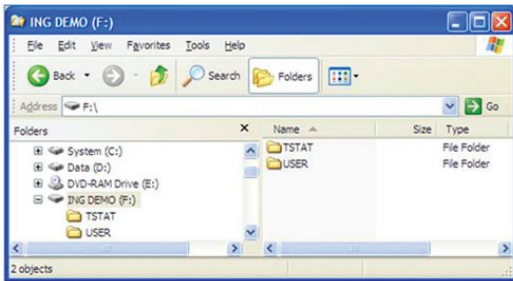 ING DEMO (F:)
File Edit View Favorites Tools Help
Back Search Folders
Address F:\ Go
Folders x Name Size Type
System (C:)
Data (D:)
DVD-RAM Drive (E:)
ING DEMO (F:)
TSTAT
USER
TSTAT File Folder
USER File Folder
2 objects